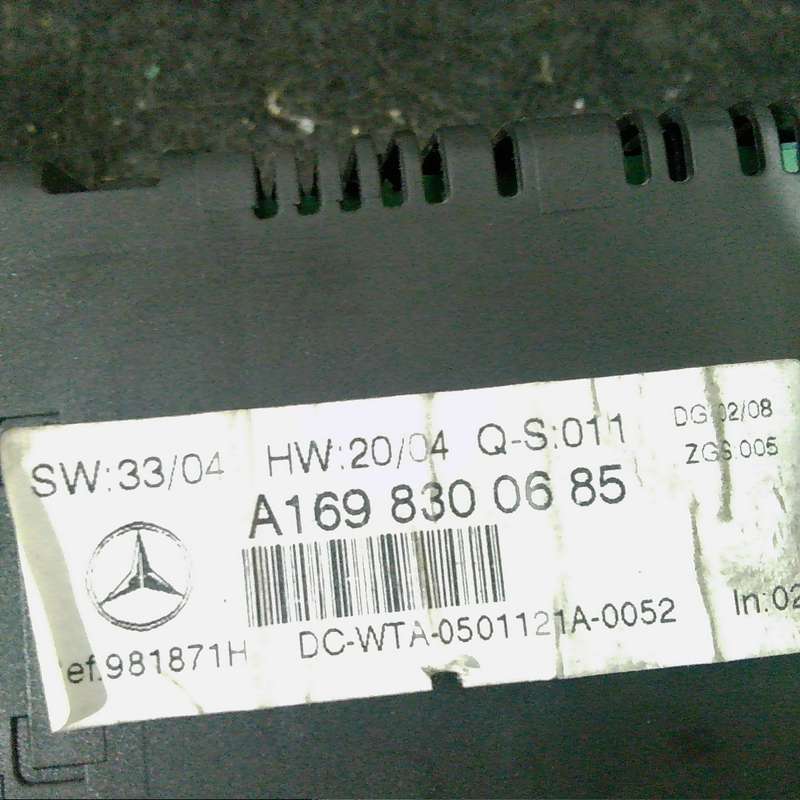 SW:33/04 HW:20/04 Q-S:011 DG:02/08
ZGS:005
A169 830 06 85
DC-WTA-0501121A-0052 In:02
ef.981871H